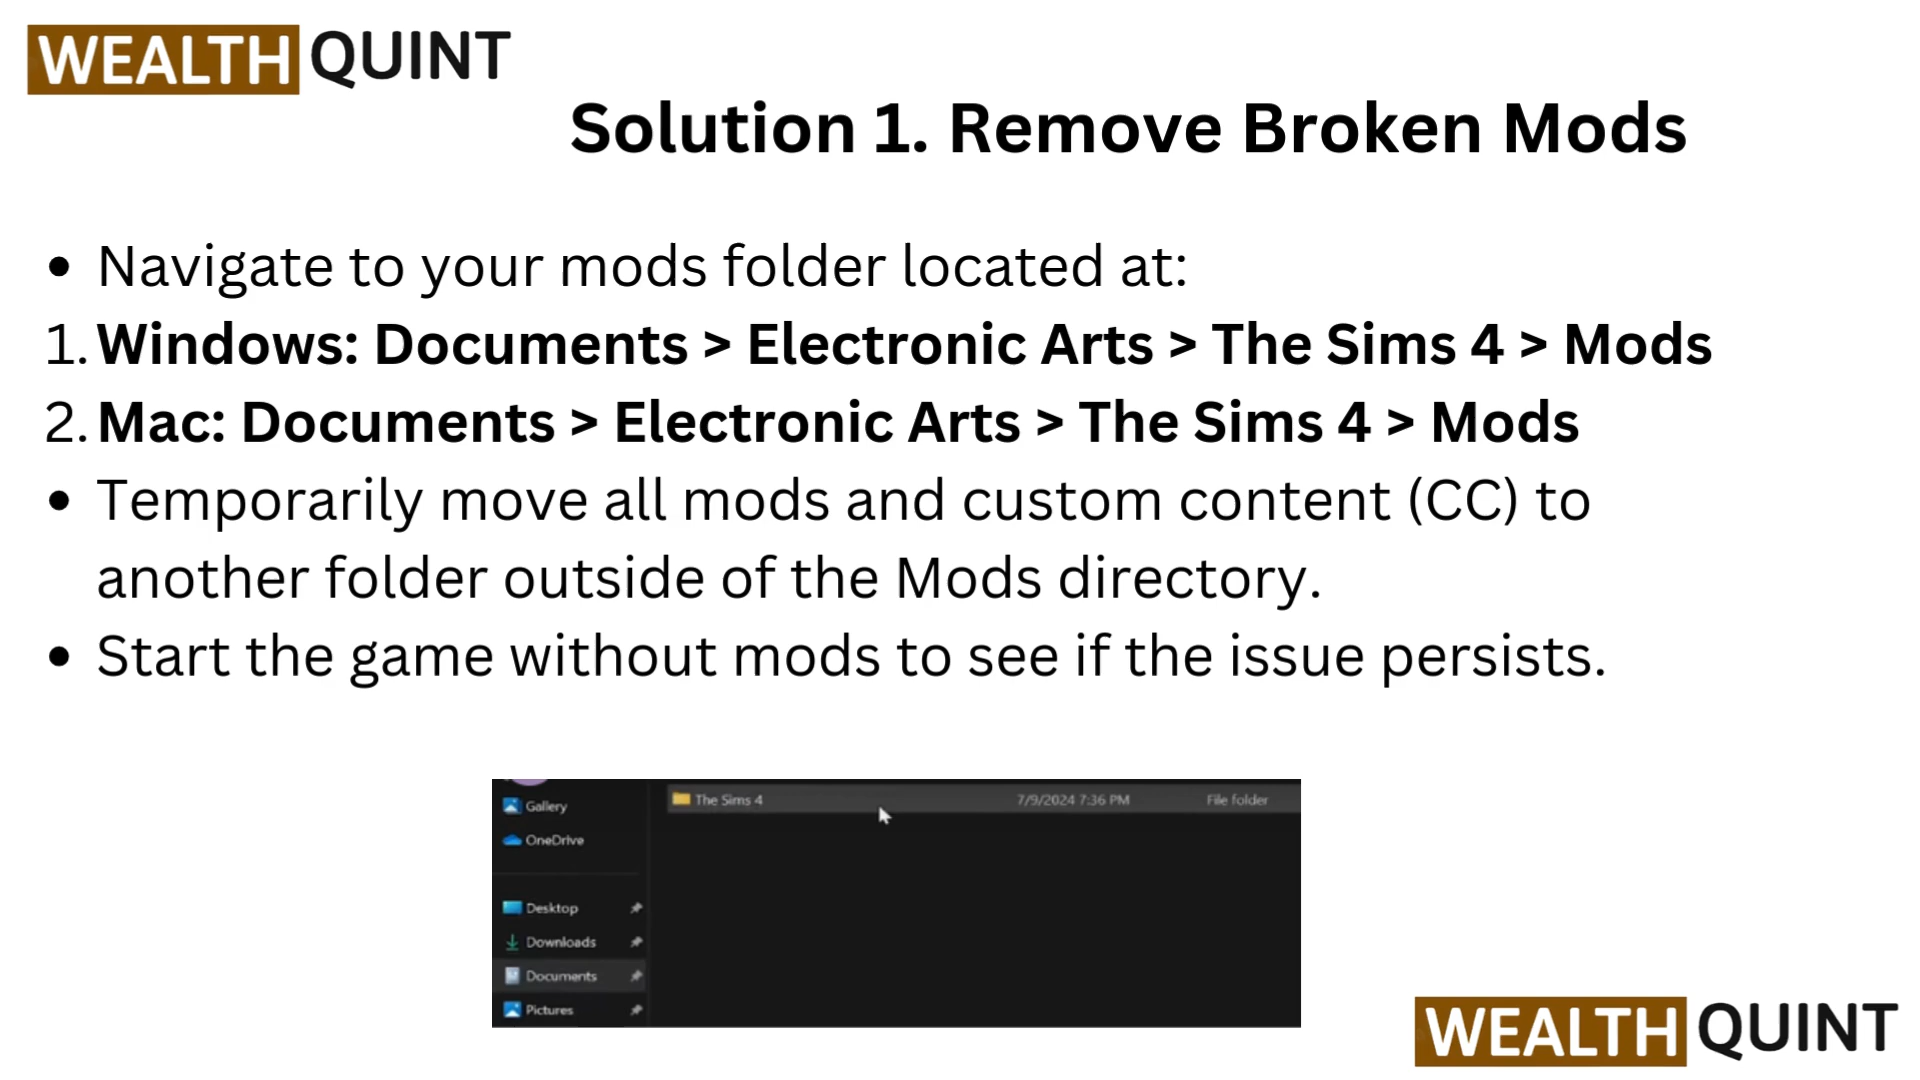 WEALTH QUINT
Solution 1. Remove Broken Mods
• Navigate to your mods folder located at:
1. Windows: Documents > Electronic Arts > The Sims 4 > Mods
2. Mac: Documents > Electronic Arts > The Sims 4 > Mods
• Temporarily move all mods and custom content (CC) to
another folder outside of the Mods directory.
• Start the game without mods to see if the issue persists.
Gallery
The Sims 4 7/9/2024 7:36 PM File folder
OneDrive
Desktop
Downloads
Documents
Pictures
WEALTH QUINT